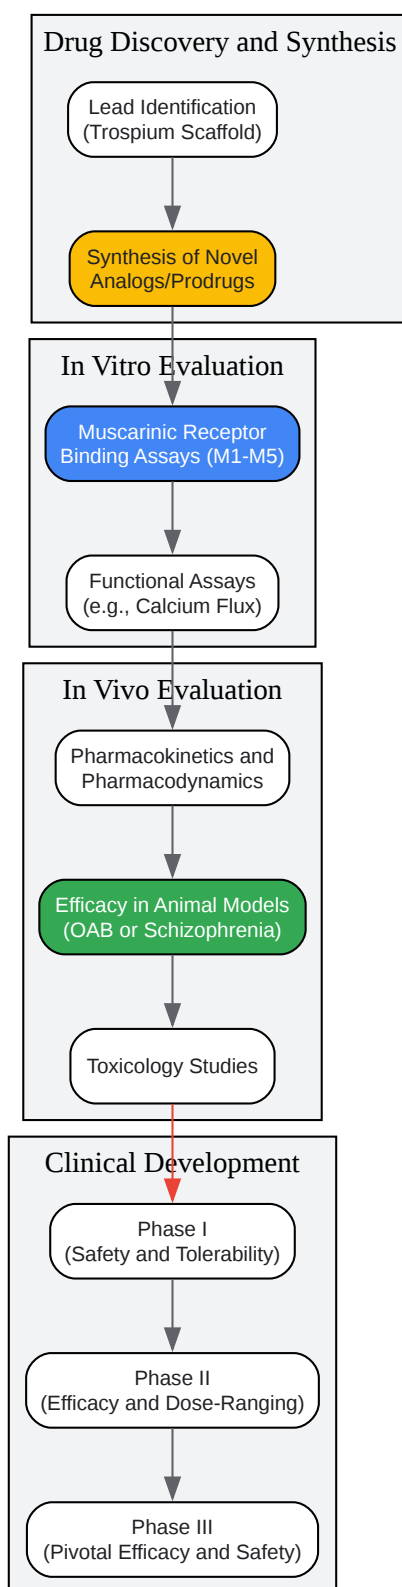 Drug Discovery and Synthesis
Lead Identification
(Trospium Scaffold)
Synthesis of Novel
Analogs/Prodrugs
In Vitro Evaluation
Muscarinic Receptor
Binding Assays (M1-M5)
Functional Assays
(e.g., Calcium Flux)
In Vivo Evaluation
Pharmacokinetics and
Pharmacodynamics
Efficacy in Animal Models
(OAB or Schizophrenia)
Toxicology Studies
Clinical Development
Phase I
(Safety and Tolerability)
Phase II
(Efficacy and Dose-Ranging)
Phase III
(Pivotal Efficacy and Safety)